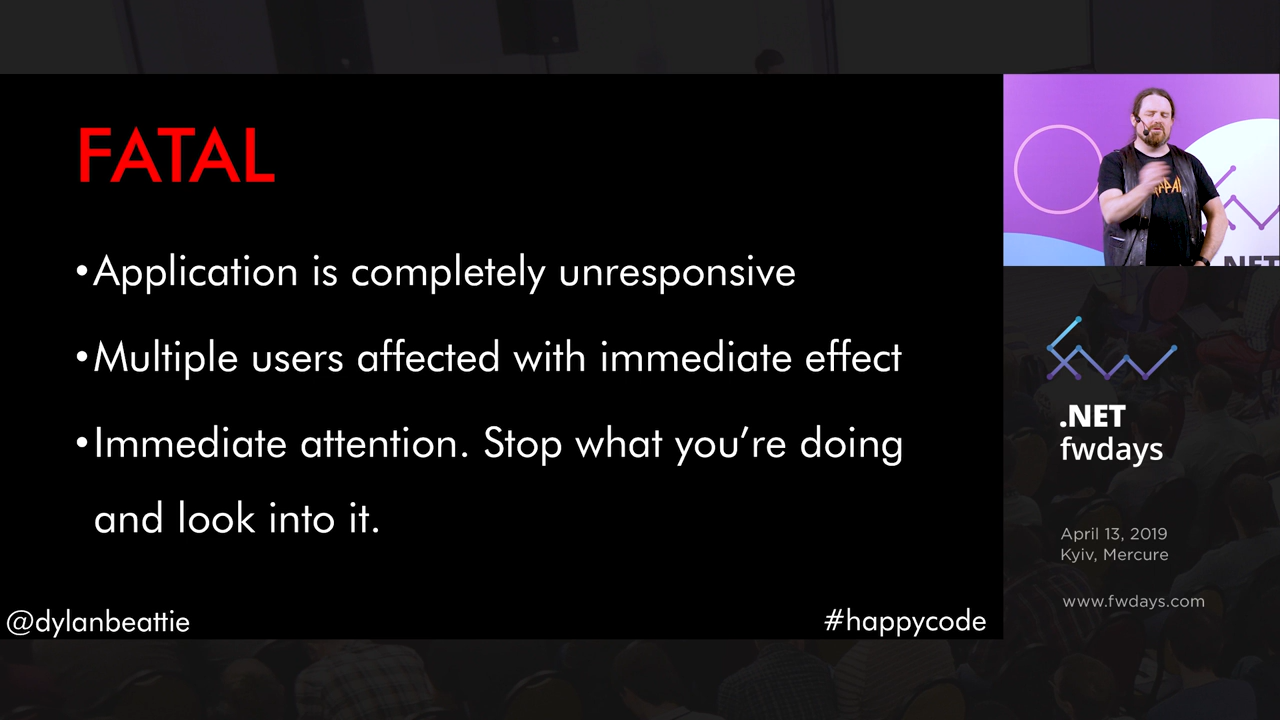 FATAL
•Application is completely unresponsive
•Multiple users affected with immediate effect
•Immediate attention. Stop what you’re doing
and look into it.
@dylanbeattie
#happycode
.NET
.NET
fwdays
April 13, 2019
Kyiv, Mercure
www.fwdays.com